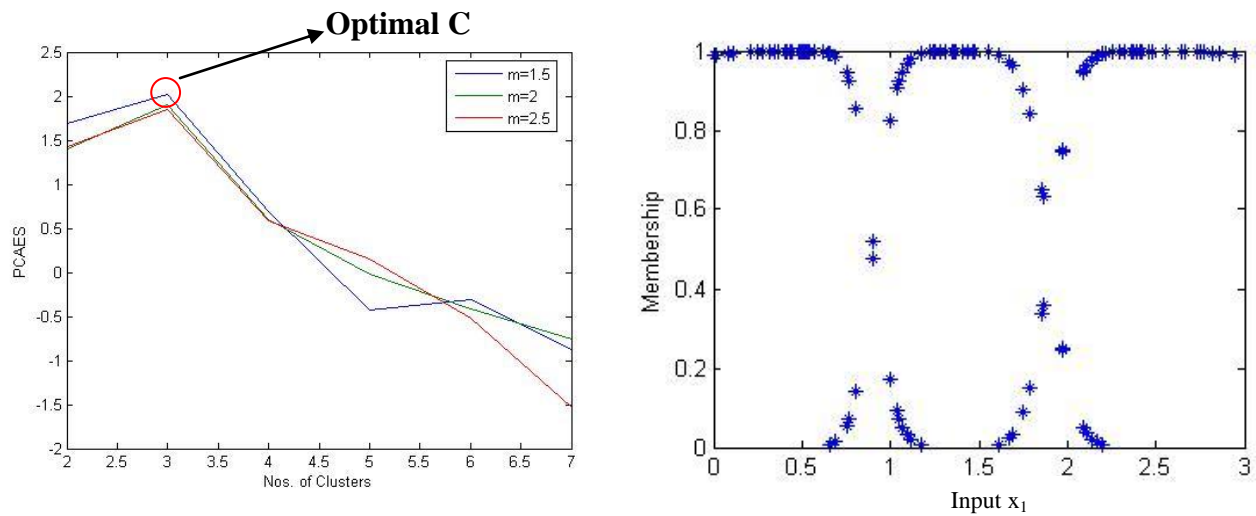 Optimal C
2.5
2
1.5
1
0.5
0
-0.5
-1
-1.5
-2
PCAES
m=1.5
m=2
m=2.5
2 2.5 3 3.5 4 4.5 5 5.5 6 6.5 7
Nos. of Clusters
1
0.8
0.6
0.4
0.2
0
Membership
0 0.5 1 1.5 2 2.5 3
Input x₁